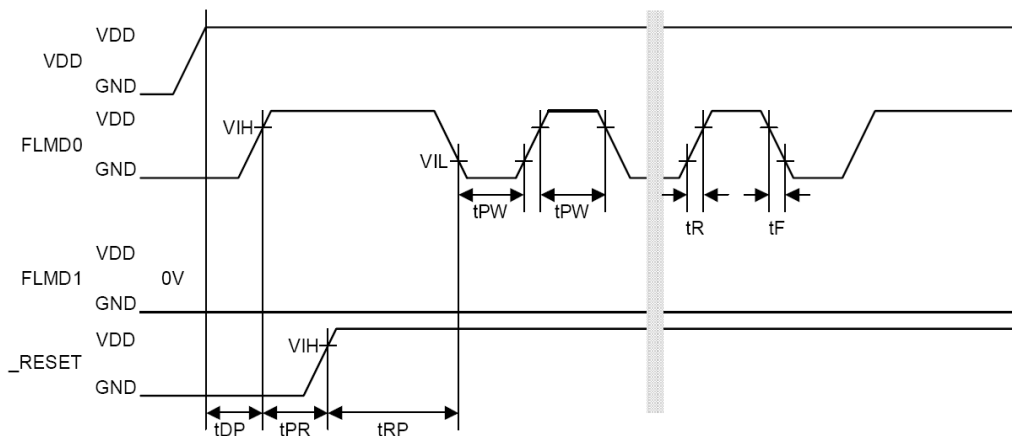 VDD
VDD
GND
VDD
FLMD0
VIH
GND
VIL
tPW
tPW
tR
tF
VDD
FLMD1
0V
GND
VDD
_RESET
VIH
GND
tDP
tPR
tRP